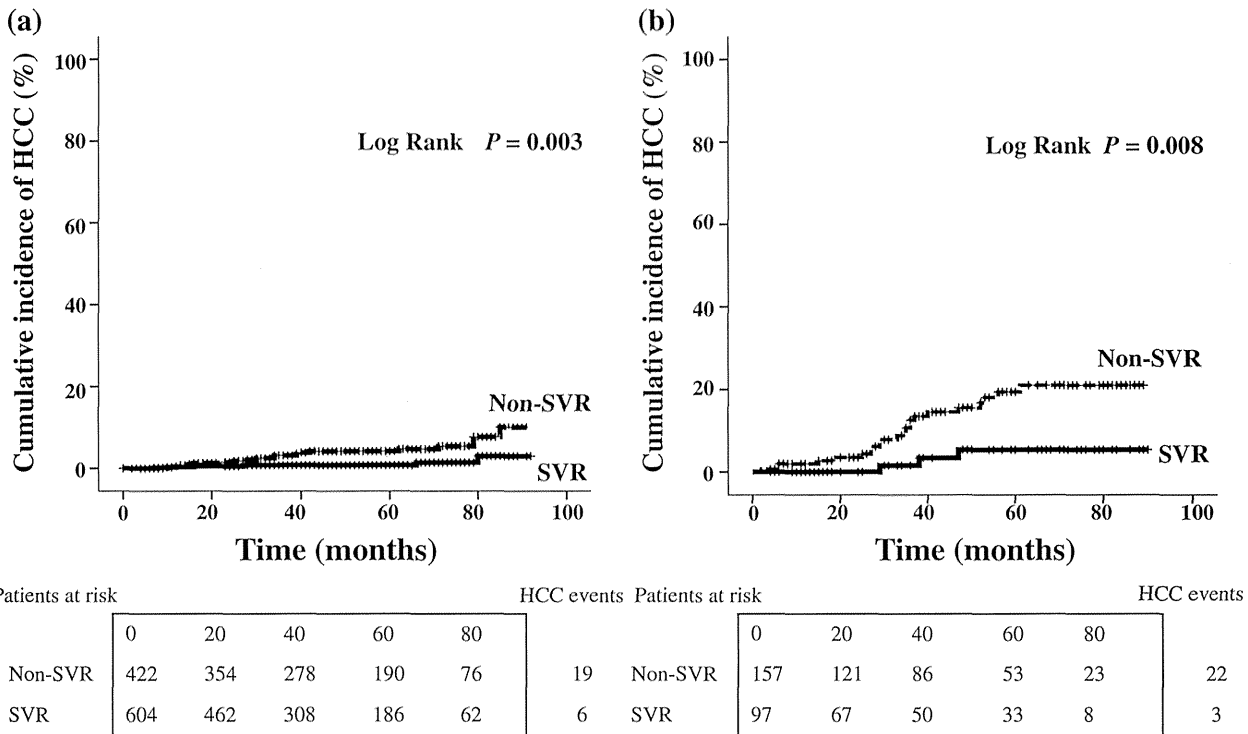 (a)
Cumulative incidence of HCC (%)
100
80
60
40
20
0
Log Rank P = 0.003
Non-SVR
SVR
0 20 40 60 80 100
Time (months)
Patients at risk HCC events
0 20 40 60 80
Non-SVR 422 354 278 190 76 19
SVR 604 462 308 186 62 6
(b)
Cumulative incidence of HCC (%)
100
80
60
40
20
0
Log Rank P = 0.008
Non-SVR
SVR
0 20 40 60 80 100
Time (months)
Patients at risk HCC events
0 20 40 60 80
Non-SVR 157 121 86 53 23 22
SVR 97 67 50 33 8 3